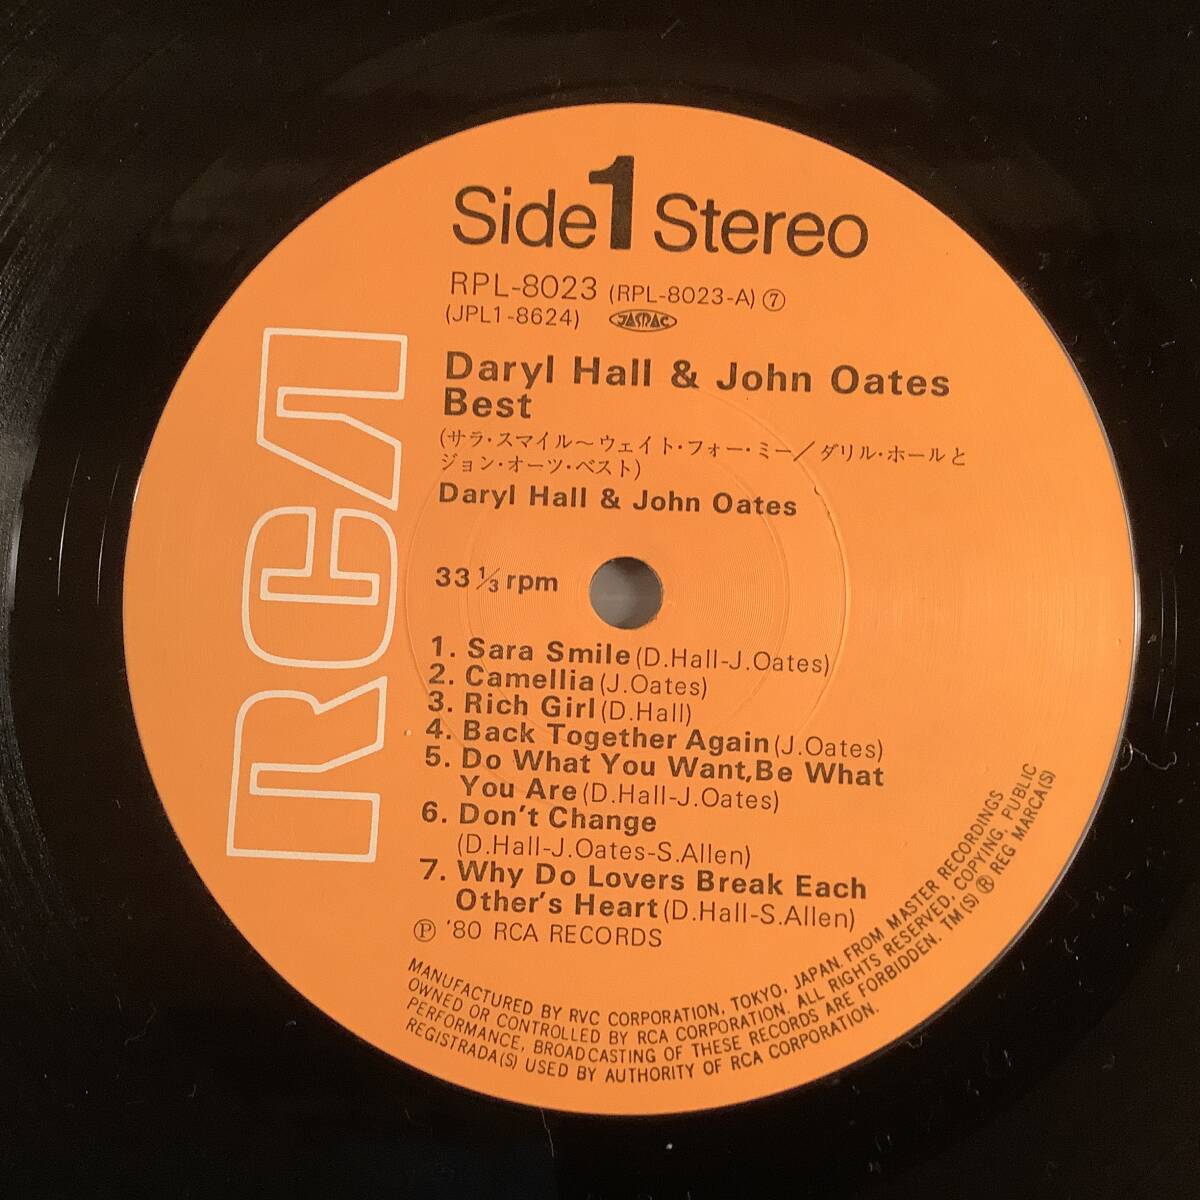 Side 1 Stereo
RPL-8023 (RPL-8023-A) ⑦
(JPL1-8624) JASRAC
RCA
Daryl Hall & John Oates
Best
(サラ・スマイル～ウェイト・フォー・ミー／ダリル・ホールと
ジョン・オーツ・ベスト)
Daryl Hall & John Oates
33 1/3 rpm
1. Sara Smile (D.Hall-J.Oates)
2. Camellia (J.Oates)
3. Rich Girl (D.Hall)
4. Back Together Again (J.Oates)
5. Do What You Want,Be What
You Are (D.Hall-J.Oates)
6. Don't Change
(D.Hall-J.Oates-S.Allen)
7. Why Do Lovers Break Each
Other's Heart (D.Hall-S.Allen)
Ⓟ '80 RCA RECORDS
MANUFACTURED BY RVC CORPORATION, TOKYO, JAPAN. FROM MASTER RECORDINGS
OWNED OR CONTROLLED BY RCA CORPORATION. ALL RIGHTS RESERVED, COPYING, PUBLIC
PERFORMANCE, BROADCASTING OF THESE RECORDS ARE FORBIDDEN. TM(S) ® REG MARCA(S)
REGISTRADA(S) USED BY AUTHORITY OF RCA CORPORATION.